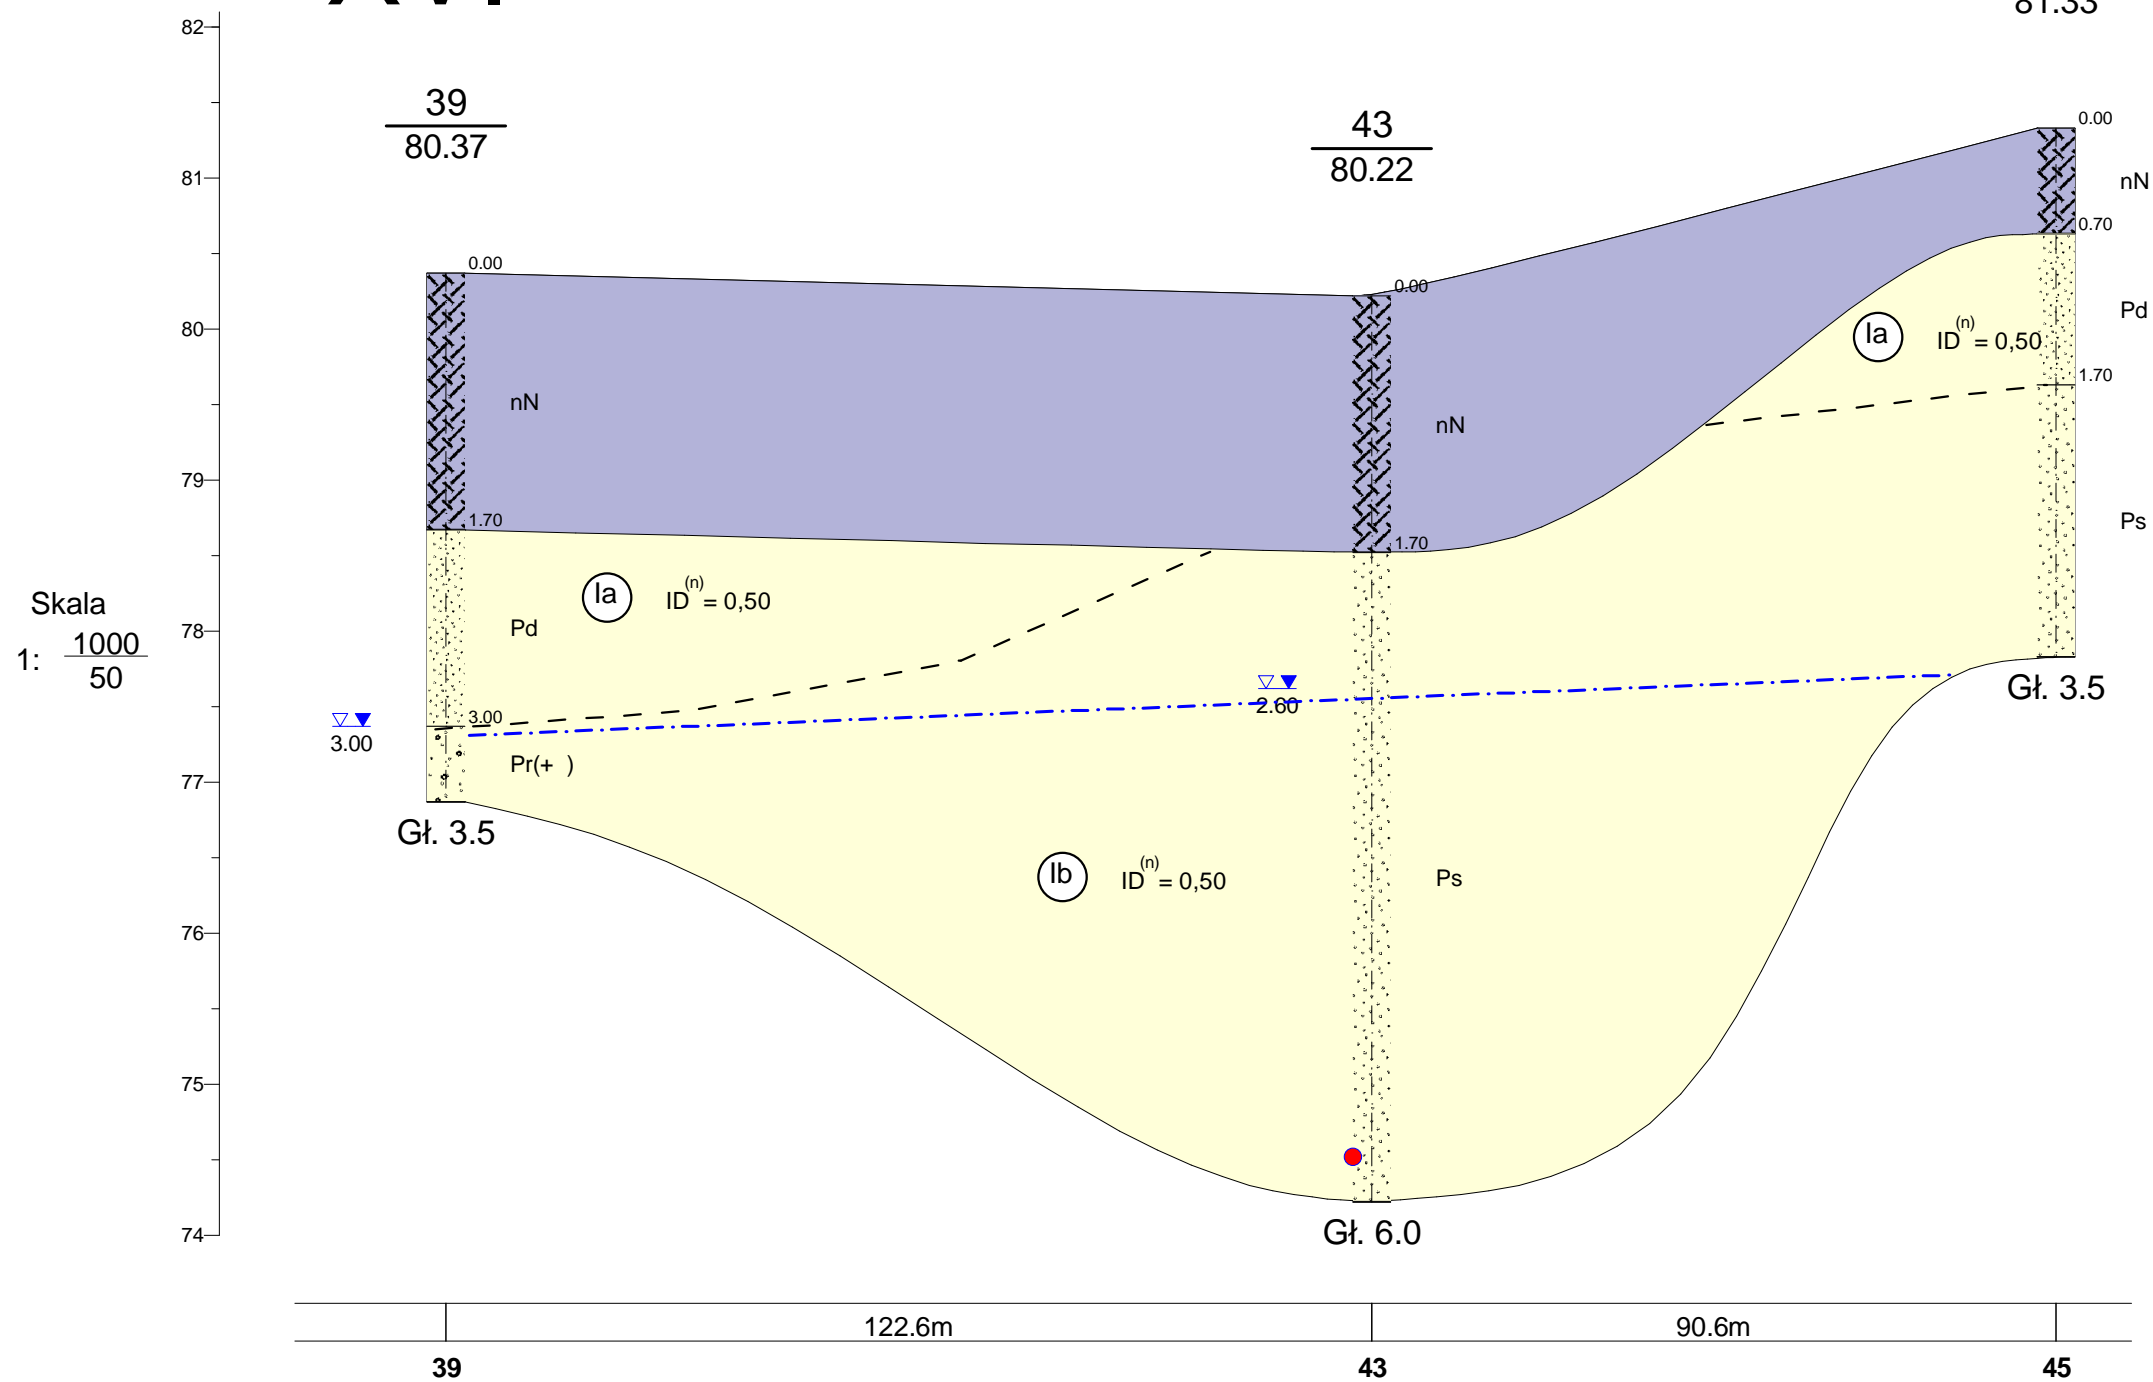 81.33
82
39
80.37
43
80.22
0.00
81
nN
0.70
0.00
0.00
Pd
80
Ia
(n)
ID = 0,50
1.70
nN
nN
79
1.70
1.70
Ps
Ia
(n)
ID = 0,50
Skala
1: 1000
50
78
Pd
2.60
Gł. 3.5
3.00
3.00
Pr(+ )
77
Gł. 3.5
Ib
(n)
ID = 0,50
Ps
76
75
74
Gł. 6.0
122.6m
90.6m
39
43
45